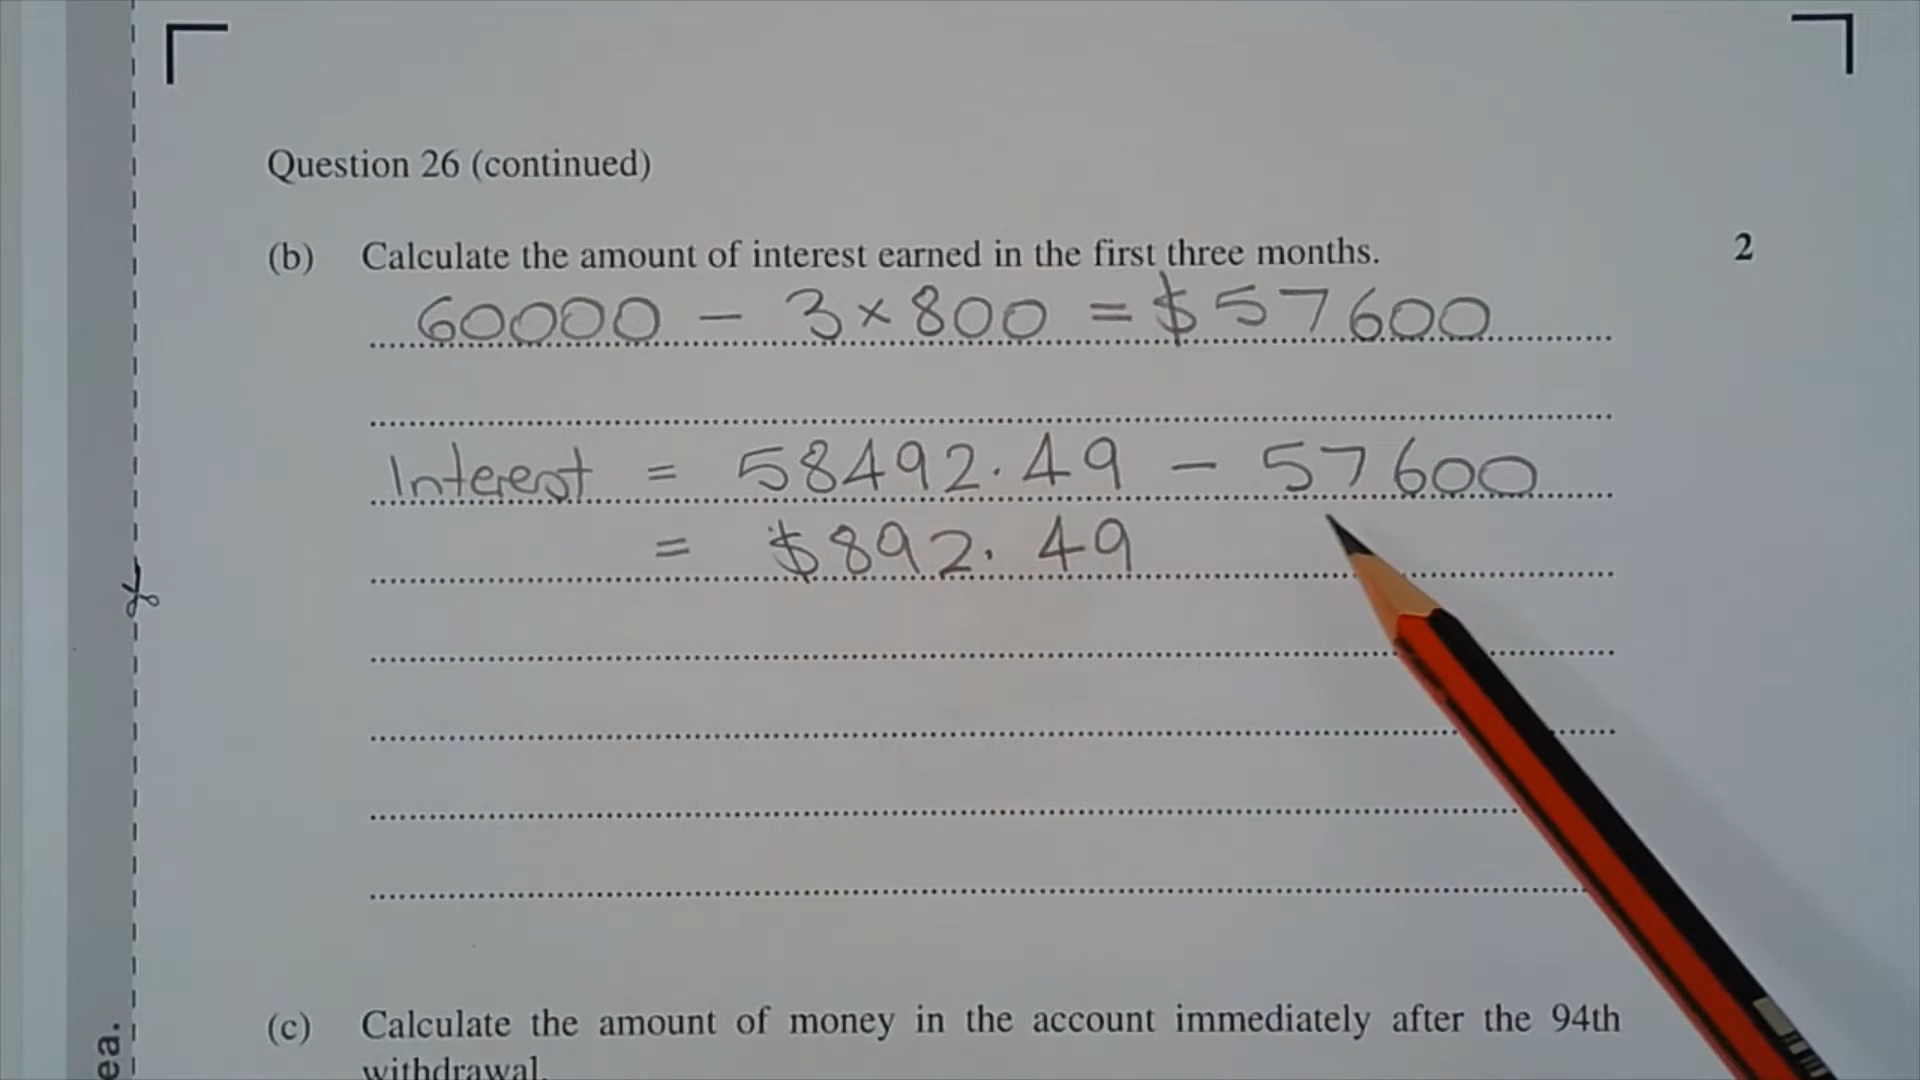 Question 26 (continued)
(b) Calculate the amount of interest earned in the first three months. 2
60000 - 3 × 800 = $57600
Interest = 58492.49 - 57600
= $892.49
(c) Calculate the amount of money in the account immediately after the 94th
withdrawal.
ea.